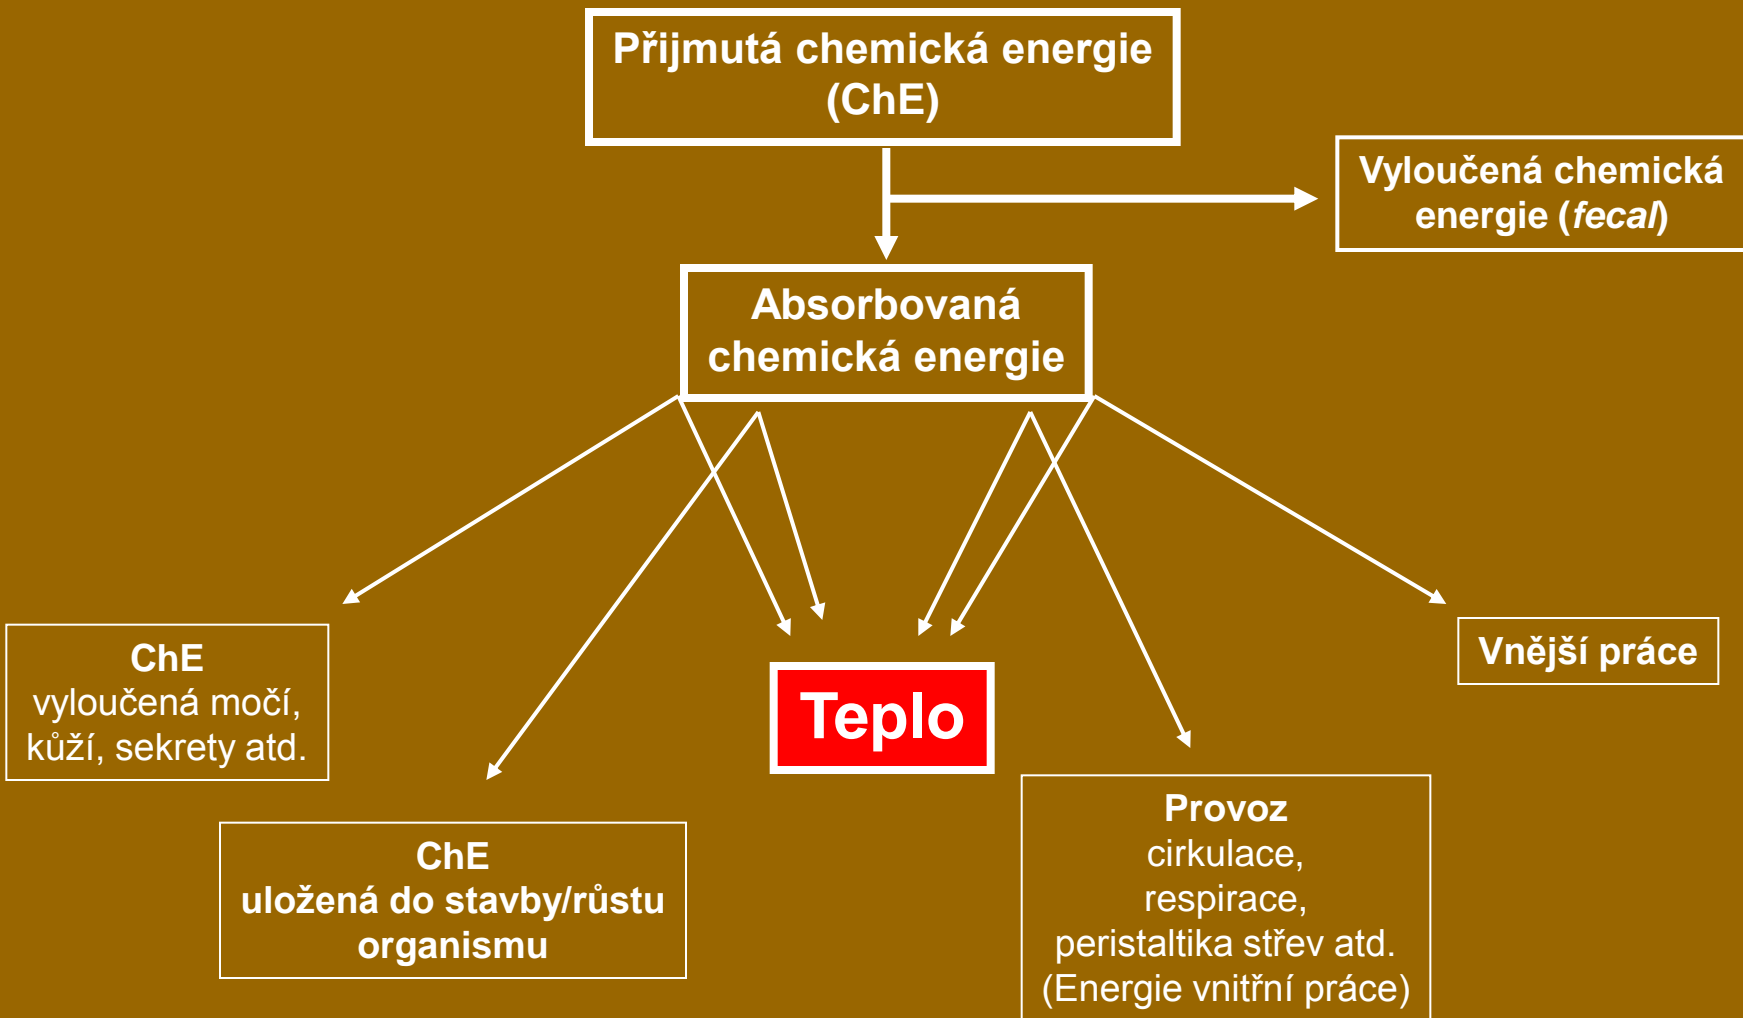 Přijmutá chemická energie
(ChE)
Vyloučená chemická
energie (fecal)
Absorbovaná
chemická energie
ChE
vyloučená močí,
kůží, sekrety atd.
ChE
uložená do stavby/růstu
organismu
Teplo
Provoz
cirkulace,
respirace,
peristaltika střev atd.
(Energie vnitřní práce)
Vnější práce